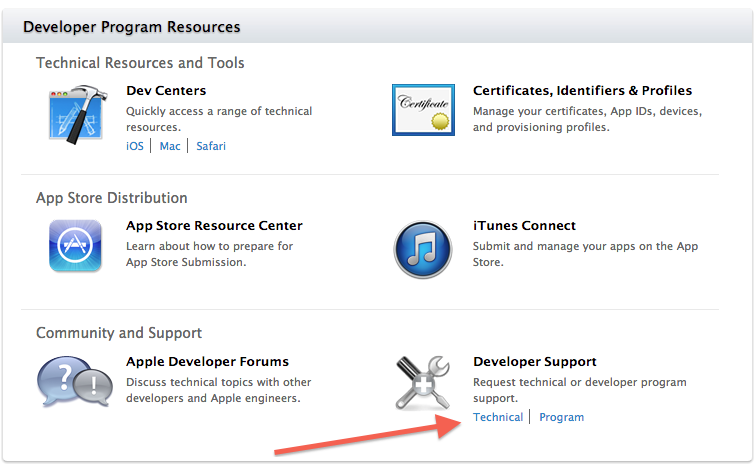 Developer Program Resources
Technical Resources and Tools
Dev Centers
Quickly access a range of technical
resources.
iOS | Mac | Safari
Certificate
Certificates, Identifiers & Profiles
Manage your certificates, App IDs, devices,
and provisioning profiles.
App Store Distribution
App Store Resource Center
Learn about how to prepare for
App Store Submission.
iTunes Connect
Submit and manage your apps on the App
Store.
Community and Support
? !
Apple Developer Forums
Discuss technical topics with other
developers and Apple engineers.
Developer Support
Request technical or developer program
support.
Technical | Program